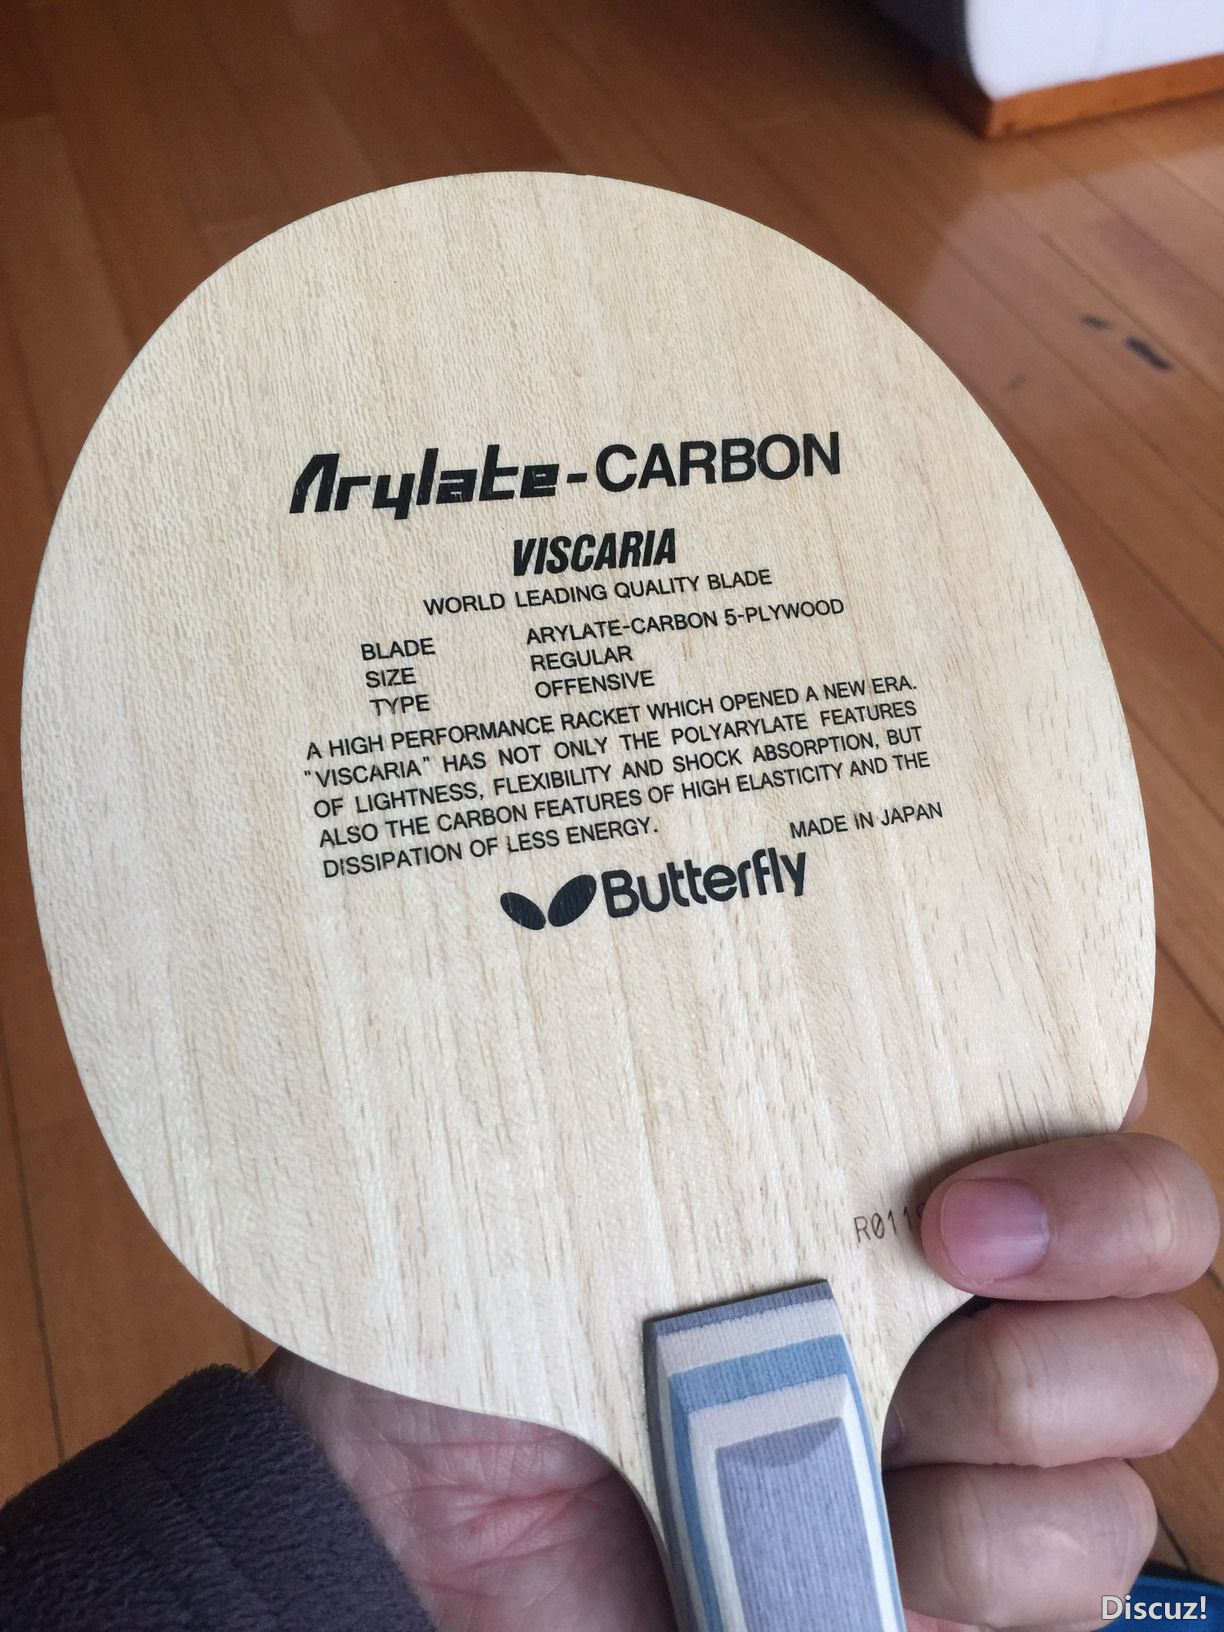 Arylate-CARBON
VISCARIA
WORLD LEADING QUALITY BLADE
BLADE ARYLATE-CARBON 5-PLYWOOD
SIZE REGULAR
TYPE OFFENSIVE
A HIGH PERFORMANCE RACKET WHICH OPENED A NEW ERA.
"VISCARIA" HAS NOT ONLY THE POLYARYLATE FEATURES
OF LIGHTNESS, FLEXIBILITY AND SHOCK ABSORPTION, BUT
ALSO THE CARBON FEATURES OF HIGH ELASTICITY AND THE
DISSIPATION OF LESS ENERGY.
MADE IN JAPAN
Butterfly
Discuz!